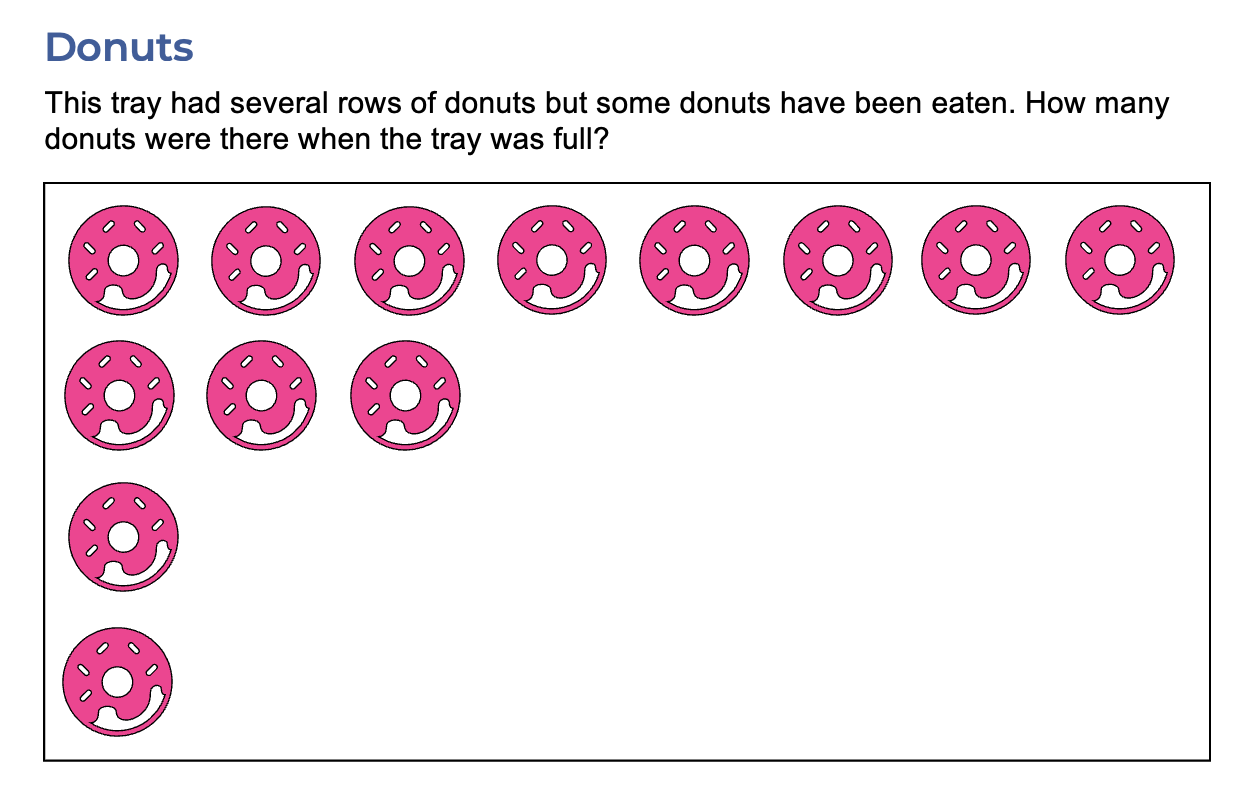 Donuts
This tray had several rows of donuts but some donuts have been eaten. How many
donuts were there when the tray was full?